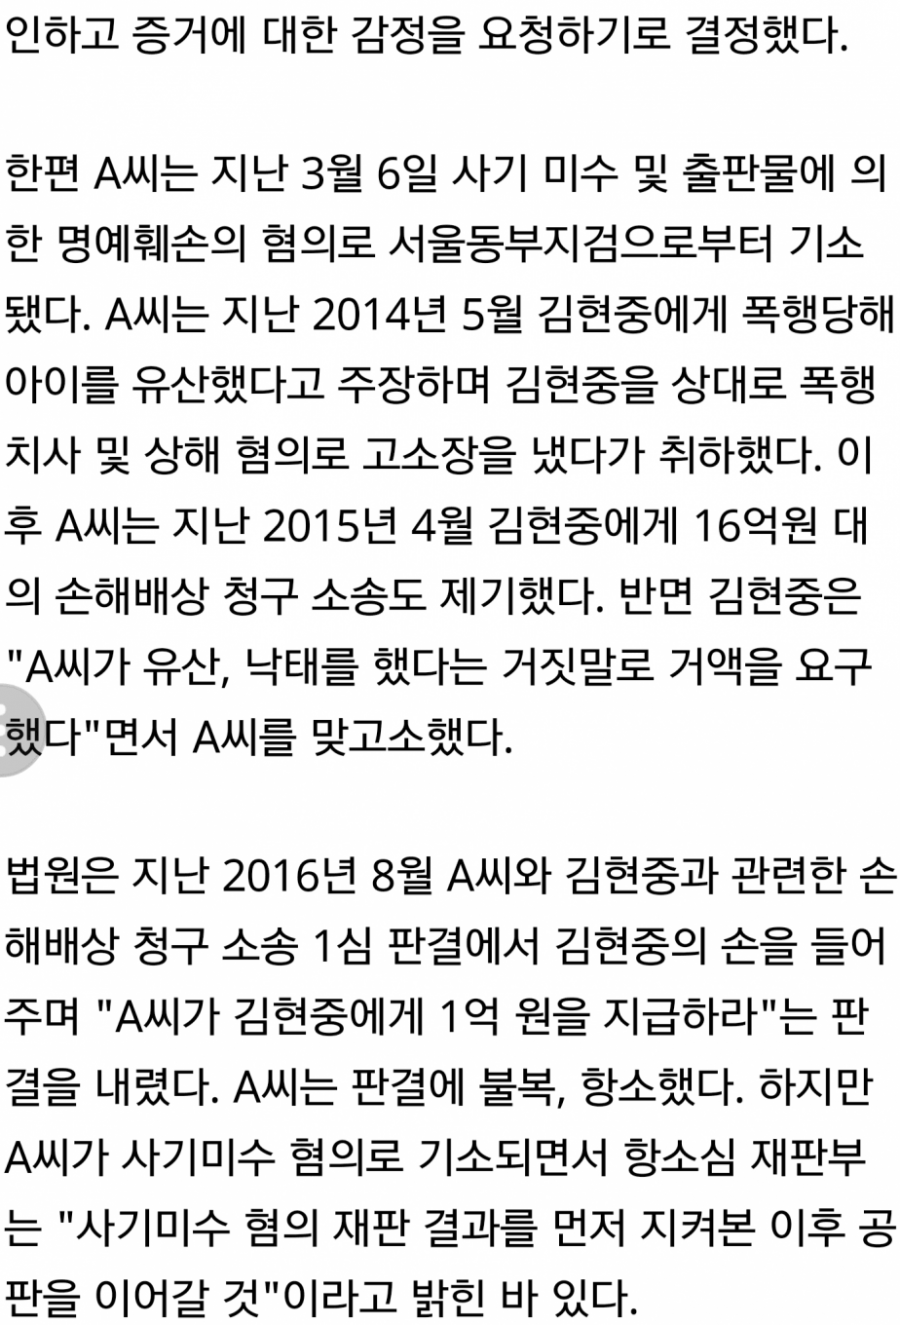 인하고 증거에 대한 감정을 요청하기로 결정했다.
한편 A씨는 지난 3월 6일 사기 미수 및 출판물에 의
한 명예훼손의 혐의로 서울동부지검으로부터 기소
됐다. A씨는 지난 2014년 5월 김현중에게 폭행당해
아이를 유산했다고 주장하며 김현중을 상대로 폭행
치사 및 상해 혐의로 고소장을 냈다가 취하했다. 이
후 A씨는 지난 2015년 4월 김현중에게 16억원 대
의 손해배상 청구 소송도 제기했다. 반면 김현중은
"A씨가 유산, 낙태를 했다는 거짓말로 거액을 요구
했다"면서 A씨를 맞고소했다.
법원은 지난 2016년 8월 A씨와 김현중과 관련한 손
해배상 청구 소송 1심 판결에서 김현중의 손을 들어
주며 "A씨가 김현중에게 1억 원을 지급하라"는 판
결을 내렸다. A씨는 판결에 불복, 항소했다. 하지만
A씨가 사기미수 혐의로 기소되면서 항소심 재판부
는 "사기미수 혐의 재판 결과를 먼저 지켜본 이후 공
판을 이어갈 것"이라고 밝힌 바 있다.